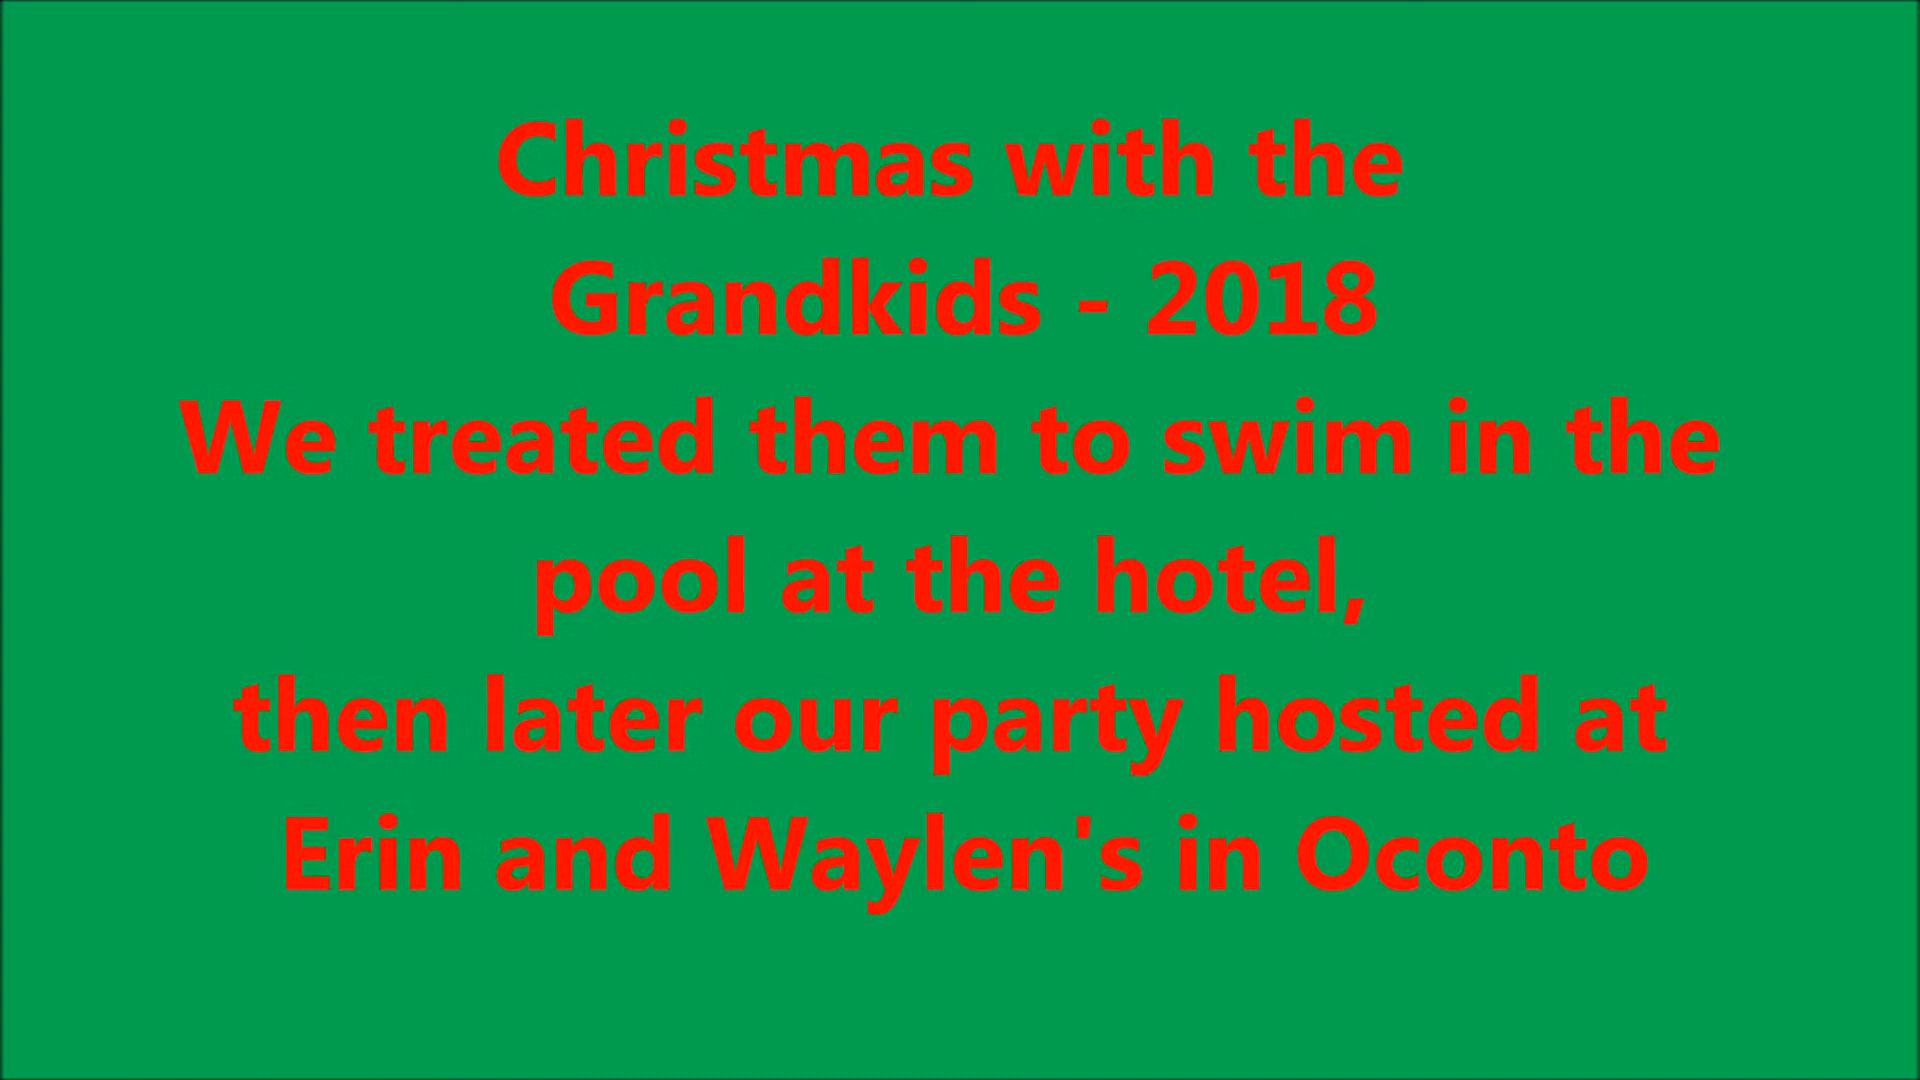 Christmas with the
Grandkids - 2018
We treated them to swim in the
pool at the hotel,
then later our party hosted at
Erin and Waylen's in Oconto